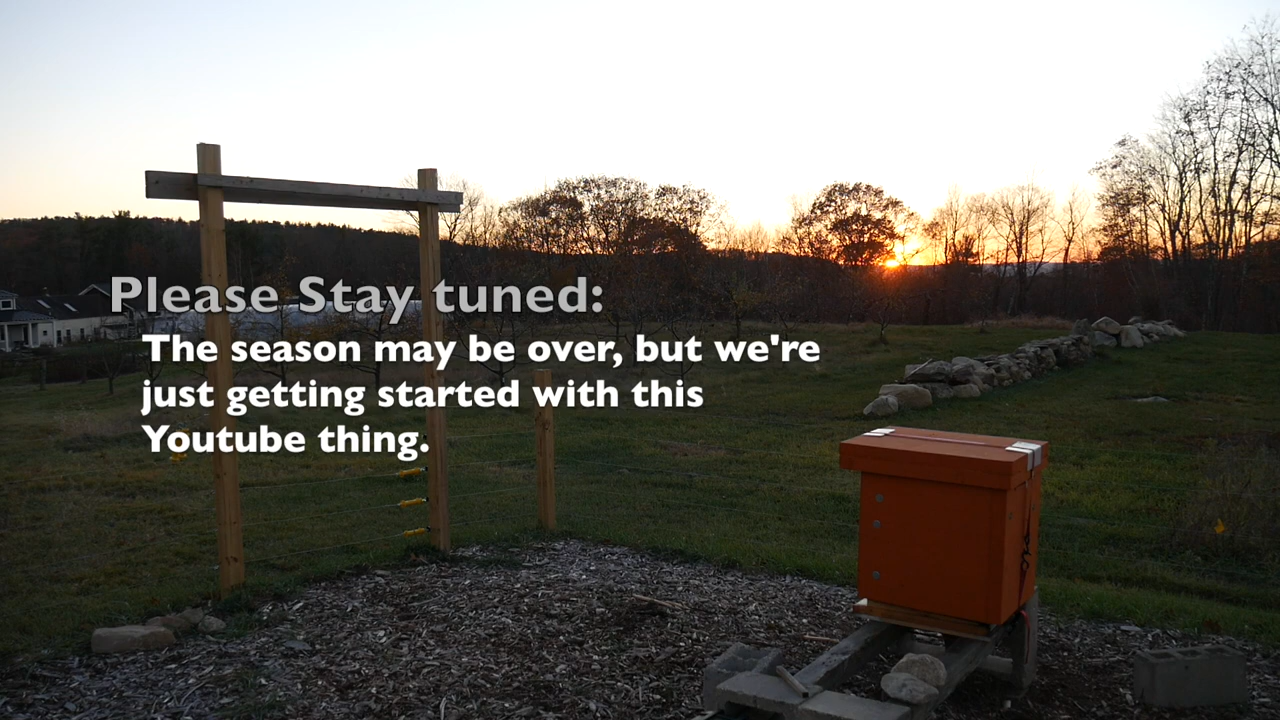 Please Stay tuned:
The season may be over, but we're
just getting started with this
Youtube thing.